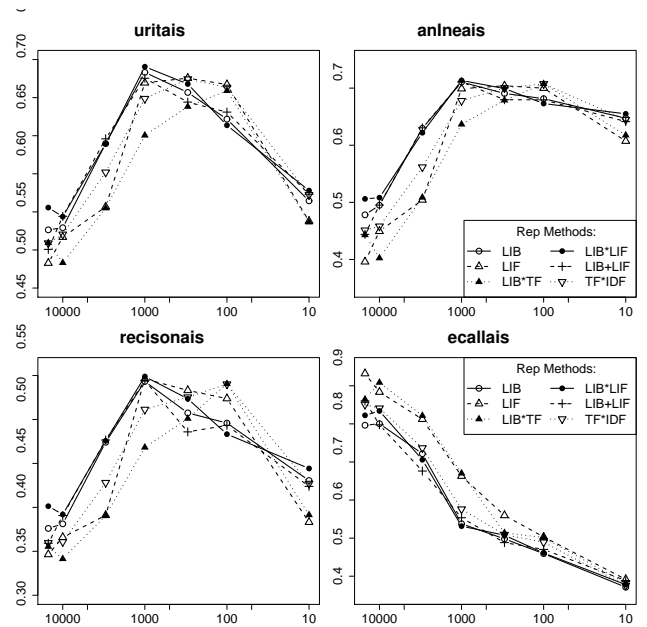 (
uritais
anlneais
0.70
0.65
0.60
0.55
0.50
0.45
0.7
0.6
0.5
0.4
Rep Methods:
LIB LIB*LIF
LIF LIB+LIF
LIB*TF TF*IDF
10000 1000 100 10
10000 1000 100 10
recisonais
ecallais
0.55
0.50
0.45
0.40
0.35
0.30
0.9
0.8
0.7
0.6
0.5
0.4
Rep Methods:
LIB LIB*LIF
LIF LIB+LIF
LIB*TF TF*IDF
10000 1000 100 10
10000 1000 100 10